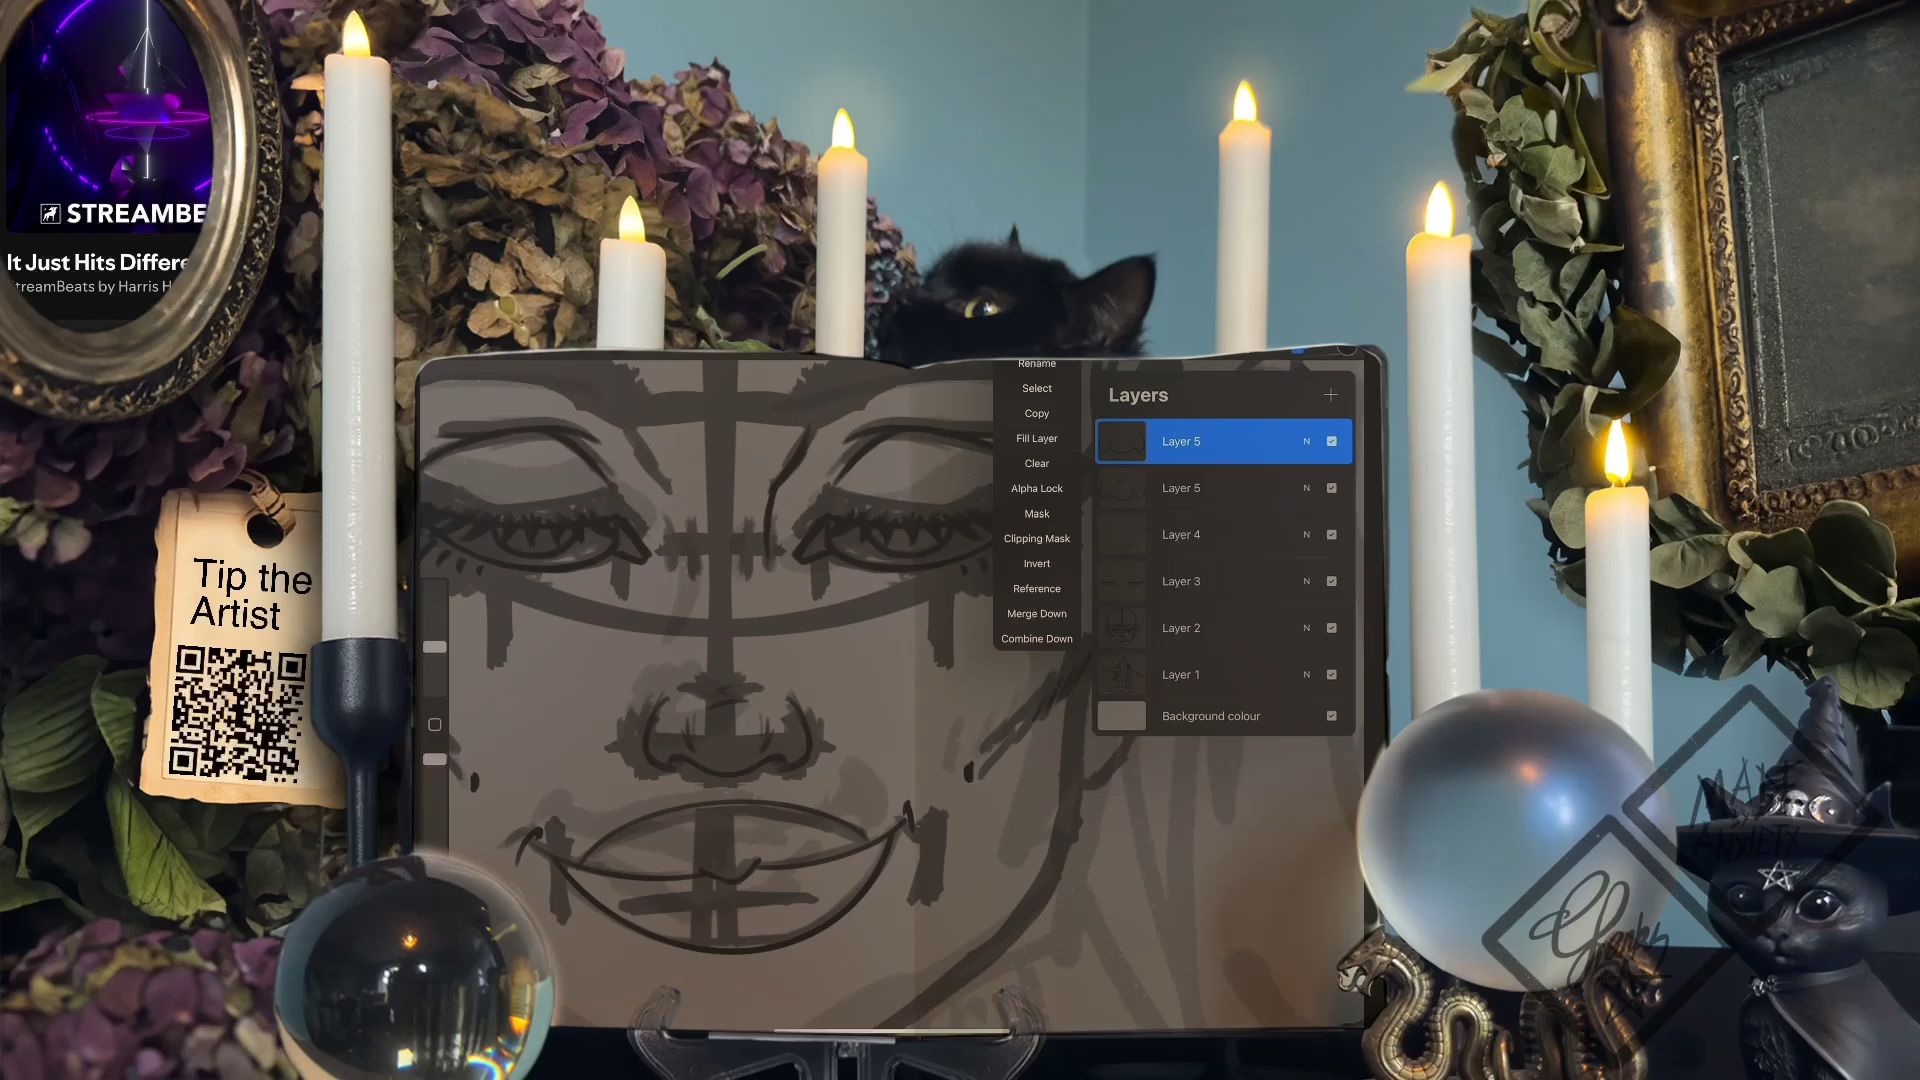 STREAMBE
It Just Hits Differe
treamBeats by Harris H
Tip the
Artist
Rename
Select
Copy
Fill Layer
Clear
Alpha Lock
Mask
Clipping Mask
Invert
Reference
Merge Down
Combine Down
Layers
Layer 5 N
Layer 5 N
Layer 4 N
Layer 3 N
Layer 2 N
Layer 1 N
Background colour
ANXIETY